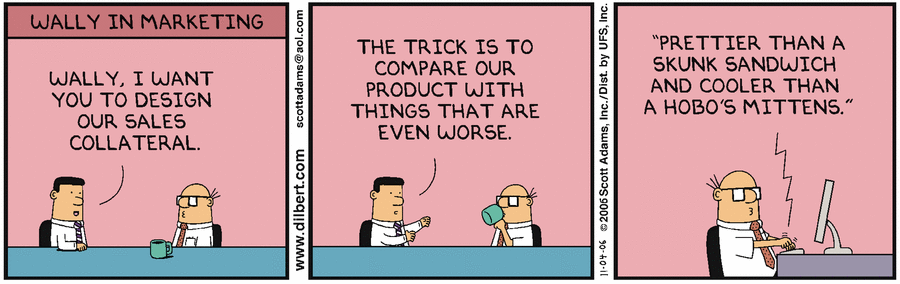 WALLY IN MARKETING
WALLY, I WANT
YOU TO DESIGN
OUR SALES
COLLATERAL.
www.dilbert.com
scottadams@aol.com
THE TRICK IS TO
COMPARE OUR
PRODUCT WITH
THINGS THAT ARE
EVEN WORSE.
11-04-06 © 2006 Scott Adams, Inc./Dist. by UFS, Inc.
"PRETTIER THAN A
SKUNK SANDWICH
AND COOLER THAN
A HOBO'S MITTENS."